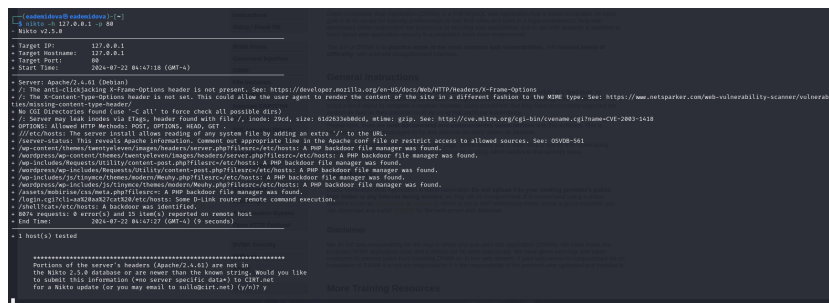 (eademidova㉿eademidova)-[~]
$ nikto -h 127.0.0.1 -p 80
- Nikto v2.5.0
+ Target IP: 127.0.0.1
+ Target Hostname: 127.0.0.1
+ Target Port: 80
+ Start Time: 2024-07-22 04:47:18 (GMT-4)
+ Server: Apache/2.4.61 (Debian)
+ /: The anti-clickjacking X-Frame-Options header is not present. See: https://developer.mozilla.org/en-US/docs/Web/HTTP/Headers/X-Frame-Options
+ /: The X-Content-Type-Options header is not set. This could allow the user agent to render the content of the site in a different fashion to the MIME type. See: https://www.netsparker.com/web-vulnerability-scanner/vulnerabili
ties/missing-content-type-header/
+ No CGI Directories found (use '-C all' to force check all possible dirs)
+ /: Server may leak inodes via ETags, header found with file /, inode: 29cd, size: 61d2633eb0dcd, mtime: gzip. See: http://cve.mitre.org/cgi-bin/cvename.cgi?name=CVE-2003-1418
+ OPTIONS: Allowed HTTP Methods: POST, OPTIONS, HEAD, GET .
+ ///etc/hosts: The server install allows reading of any system file by adding an extra '/' to the URL.
+ /server-status: This reveals Apache information. Comment out appropriate line in the Apache conf file or restrict access to allowed sources. See: OSVDB-561
+ /wp-content/themes/twentyeleven/images/headers/server.php?filesrc=/etc/hosts: A PHP backdoor file manager was found.
+ /wordpress/wp-content/themes/twentyeleven/images/headers/server.php?filesrc=/etc/hosts: A PHP backdoor file manager was found.
+ /wp-includes/Requests/Utility/content-post.php?filesrc=/etc/hosts: A PHP backdoor file manager was found.
+ /wordpress/wp-includes/Requests/Utility/content-post.php?filesrc=/etc/hosts: A PHP backdoor file manager was found.
+ /wp-includes/js/tinymce/themes/modern/Meuhy.php?filesrc=/etc/hosts: A PHP backdoor file manager was found.
+ /wordpress/wp-includes/js/tinymce/themes/modern/Meuhy.php?filesrc=/etc/hosts: A PHP backdoor file manager was found.
+ /assets/mobirise/css/meta.php?filesrc=: A PHP backdoor file manager was found.
+ /login.cgi?cli=aa%20aa%27cat%20/etc/hosts: Some D-Link router remote command execution.
+ /shell?cat+/etc/hosts: A backdoor was identified.
+ 8074 requests: 0 error(s) and 15 item(s) reported on remote host
+ End Time: 2024-07-22 04:47:27 (GMT-4) (9 seconds)
+ 1 host(s) tested
*********************************************************************
Portions of the server's headers (Apache/2.4.61) are not in
the Nikto 2.5.0 database or are newer than the known string. Would you like
to submit this information (*no server specific data*) to CIRT.net
for a Nikto update (or you may email to sullo@cirt.net) (y/n)? y
General Instructions
More Training Resources